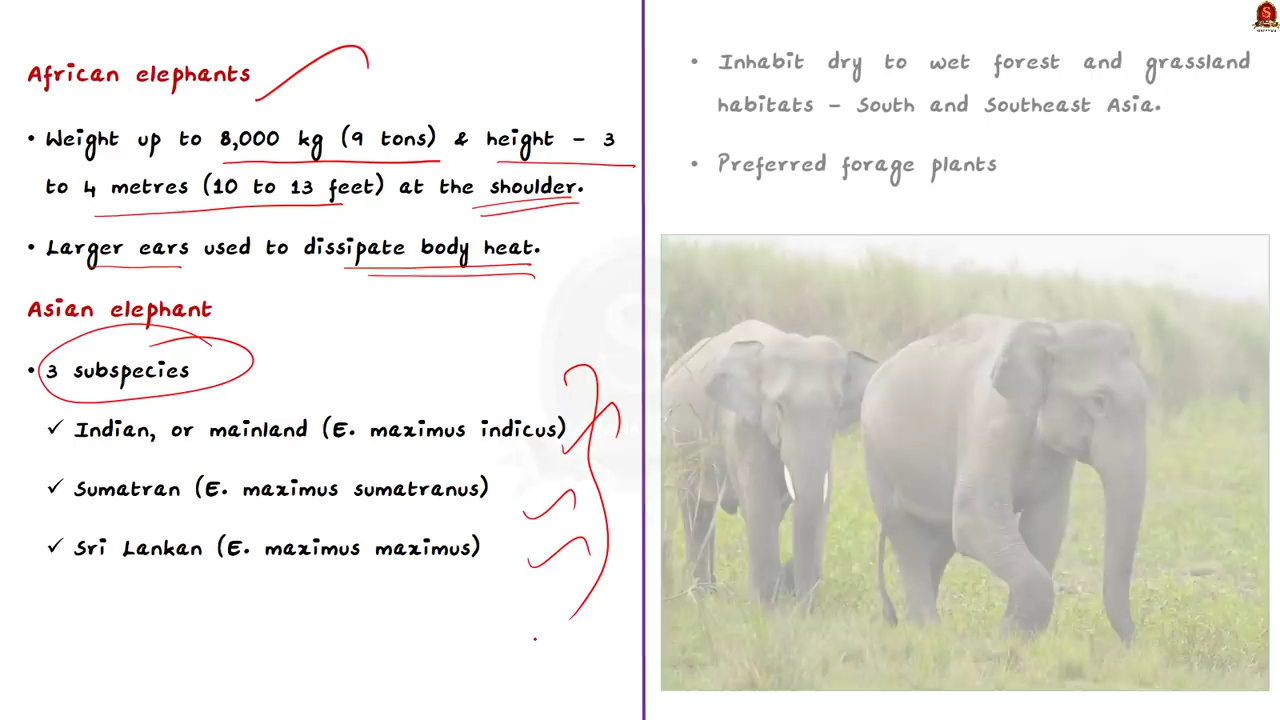 African elephants
• Weight up to 8,000 kg (9 tons) & height - 3
to 4 metres (10 to 13 feet) at the shoulder.
• Larger ears used to dissipate body heat.
Asian elephant
• 3 subspecies
✓ Indian, or mainland (E. maximus indicus)
✓ Sumatran (E. maximus sumatranus)
✓ Sri Lankan (E. maximus maximus)
• Inhabit dry to wet forest and grassland
habitats - South and Southeast Asia.
• Preferred forage plants